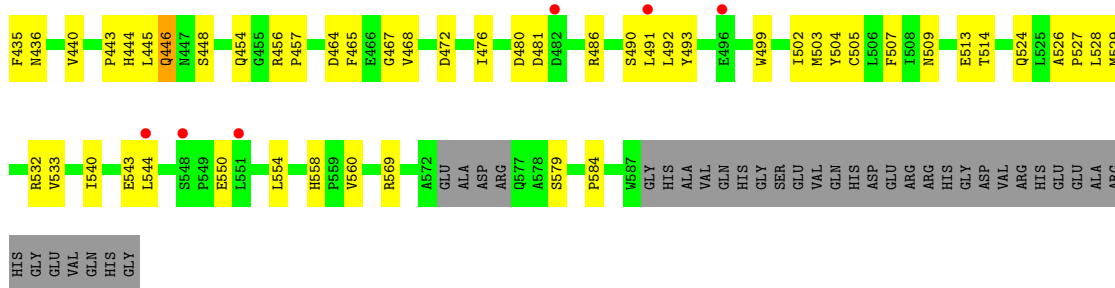 F435 N436 V440 P443 H444 L445 Q446 N447 S448 Q454 G455 R456 P457 D464 F465 E466 G467 V468 D472 I476 D480 D481 D482 R486 S490 L491 L492 Y493 E496 W499 I502 M503 Y504 C505 L506 F507 I508 N509 E513 T514 Q524 L525 A526 P527 L528 M529
R532 V533 I540 E543 L544 S548 P549 E550 L551 L554 H558 P559 V560 R569 A572 GLU ALA ASP ARG Q577 A578 S579 P584 W587 GLY HIS ALA VAL GLN HIS GLY SER GLU VAL GLN HIS ASP GLU ARG ARG HIS GLY ASP VAL ARG HIS GLU GLU ALA ARG
HIS GLY GLU VAL GLN HIS GLY